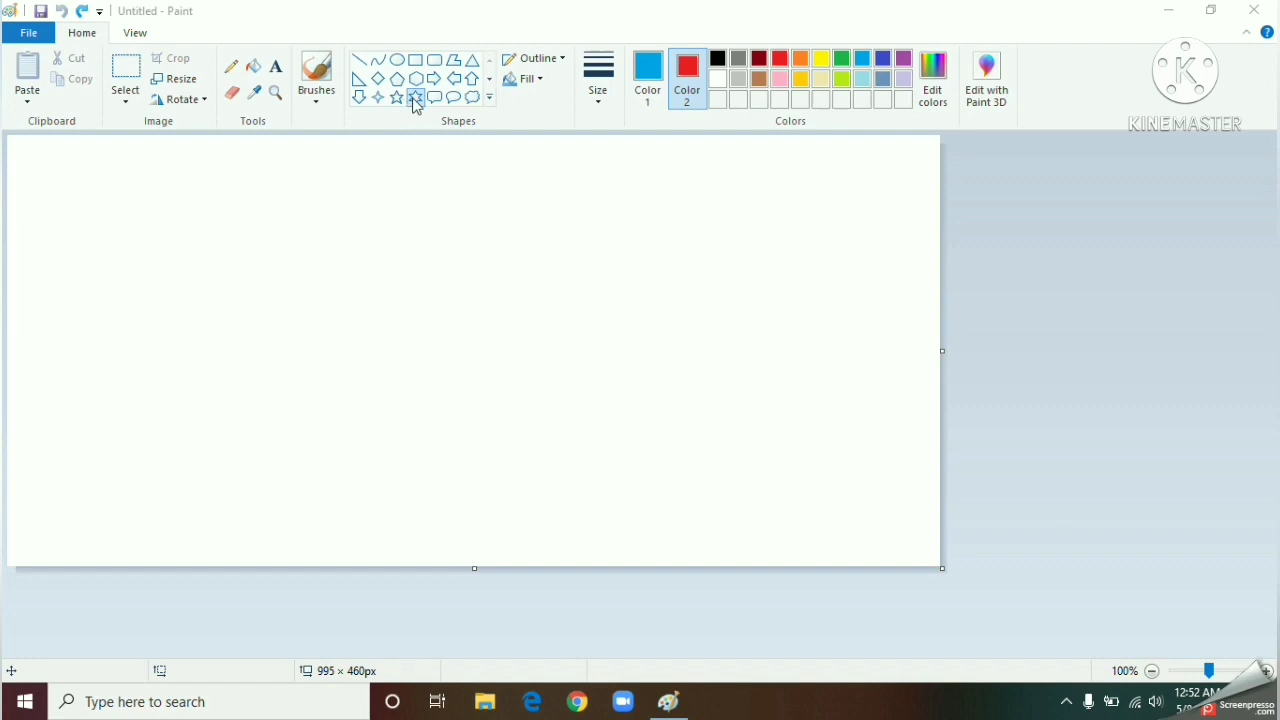 Untitled - Paint
File Home View
Paste
Cut
Copy
Clipboard
Select
Crop
Resize
Rotate
Image
A
Tools
Brushes
Outline
Fill
Shapes
Size
Color 1
Color 2
Edit colors
Colors
Edit with Paint 3D
K
KINEMASTER
995 × 460px
100%
Type here to search
12:52 AM
Screenpresso
.com